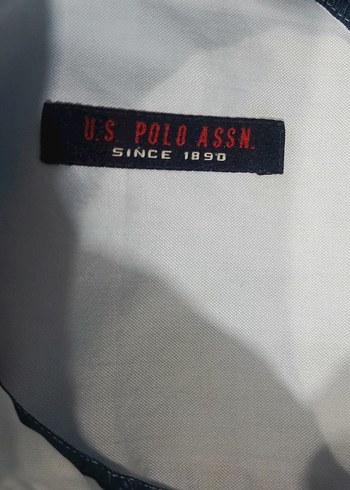 U.S. POLO ASSN.
SINCE 1890